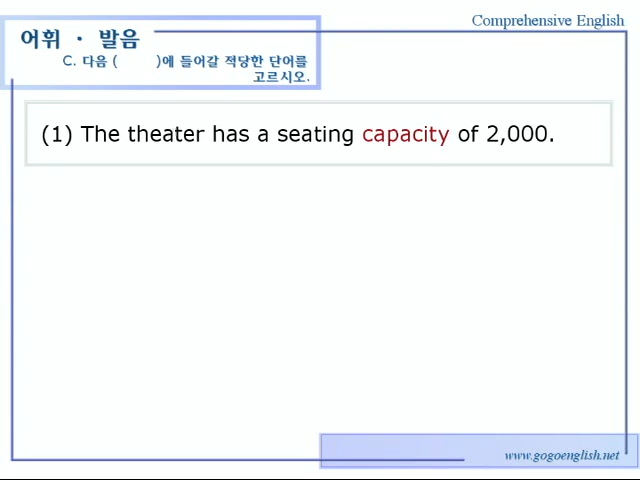 Comprehensive English
어휘 · 발음
C. 다음 (        )에 들어갈 적당한 단어를
고르시오.
(1) The theater has a seating capacity of 2,000.
www.gogoenglish.net